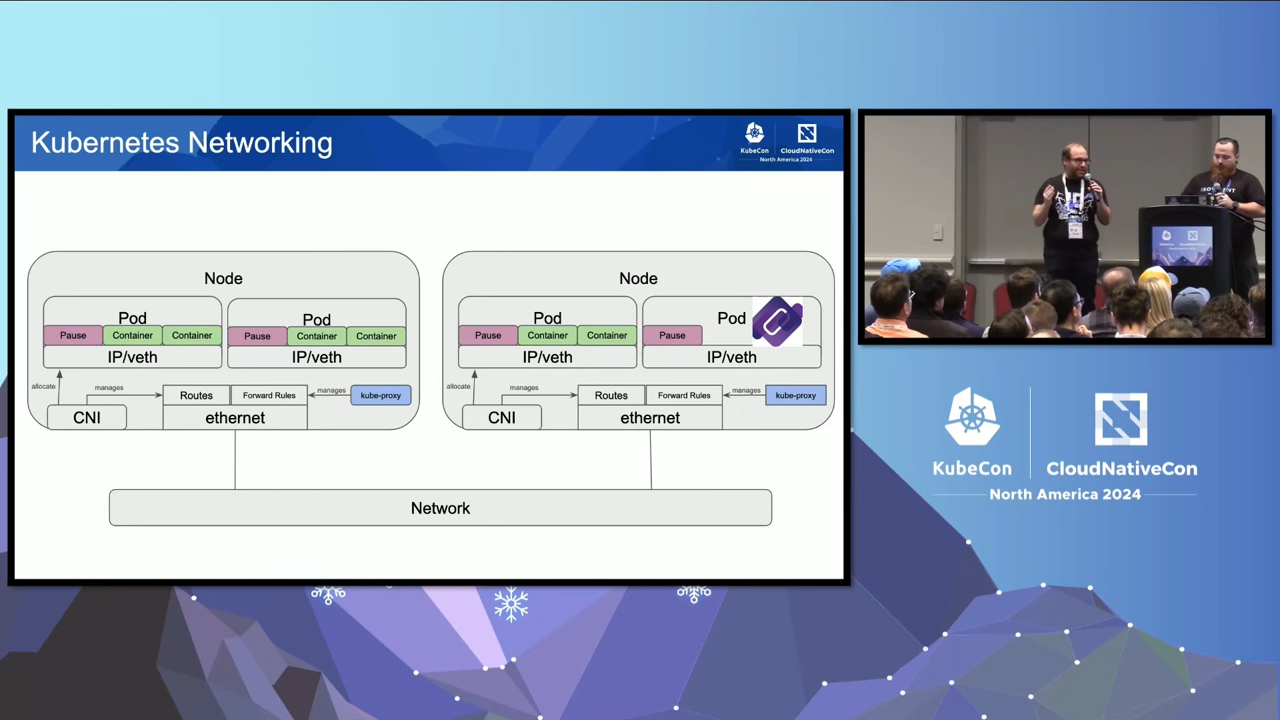 Kubernetes Networking
KubeCon
CloudNativeCon
North America 2024
Node
Pod
Pause
Container
Container
IP/veth
Pod
Pause
Container
Container
IP/veth
allocate
manages
CNI
Routes
Forward Rules
ethernet
manages
kube-proxy
Node
Pod
Pause
Container
Container
IP/veth
Pod
Pause
IP/veth
allocate
manages
CNI
Routes
Forward Rules
ethernet
manages
kube-proxy
Network
KubeCon
CloudNativeCon
North America 2024